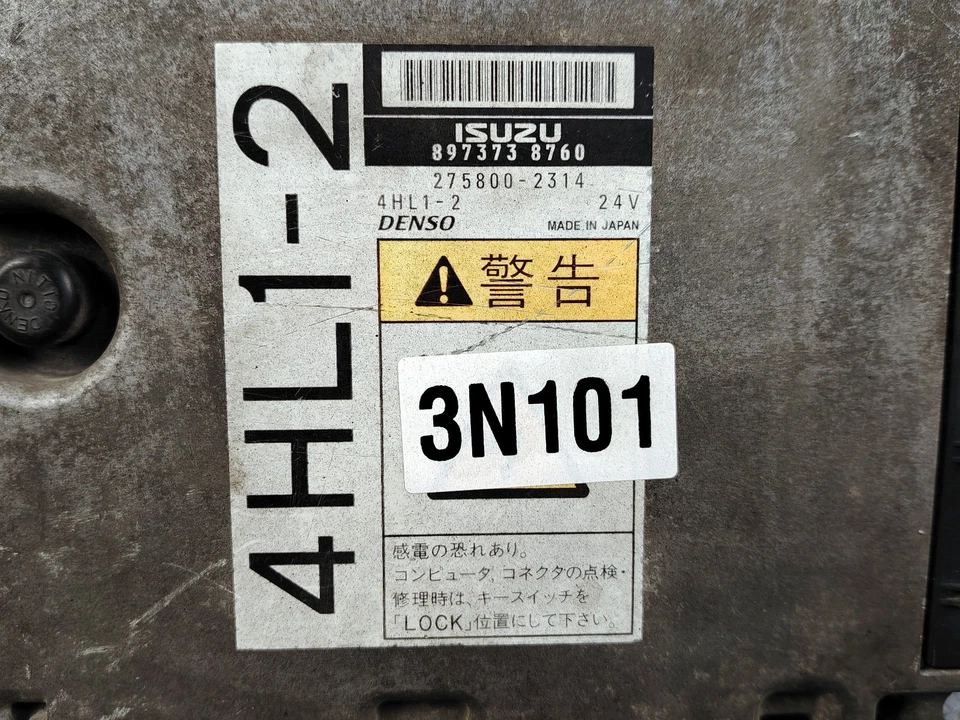 4HL1-2
ISUZU
897373 8760
275800-2314
4HL1-2 24V
DENSO MADE IN JAPAN
警告
3N101
感電の恐れあり。
コンピュータ, コネクタの点検・
修理時は、キースイッチを
「LOCK」位置にして下さい。